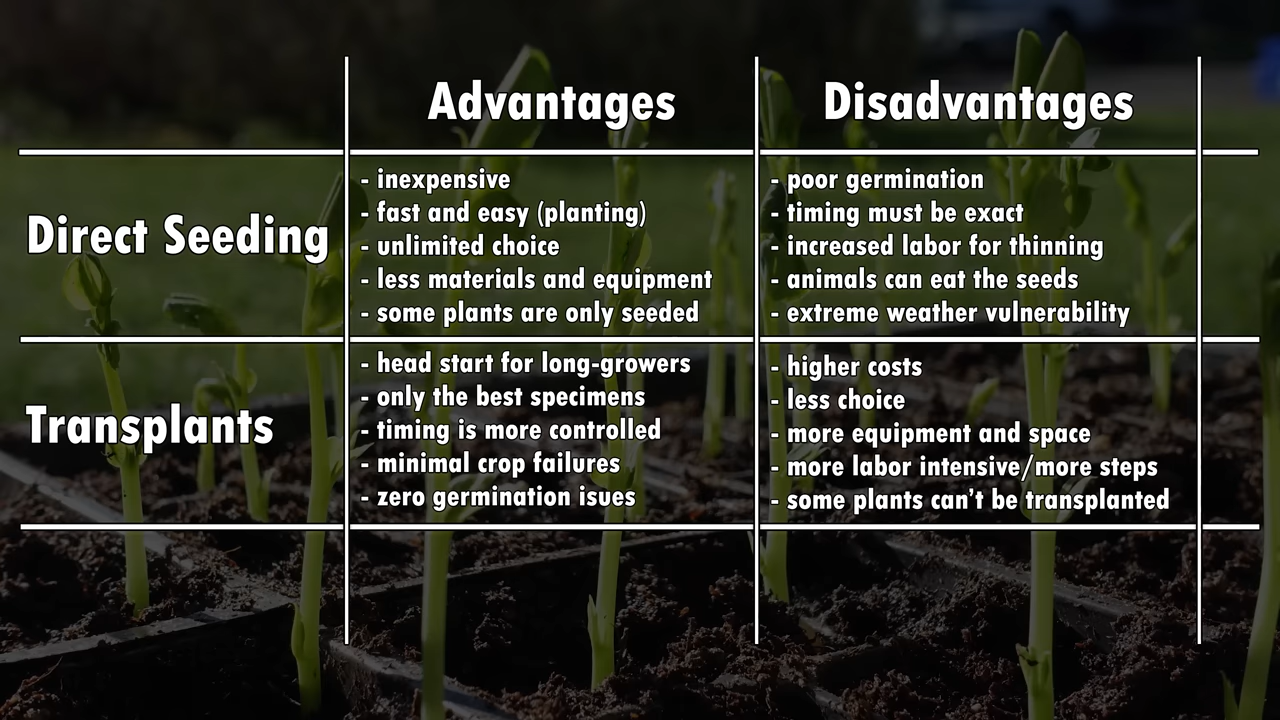 Advantages
Disadvantages
Direct Seeding
- inexpensive
- fast and easy (planting)
- unlimited choice
- less materials and equipment
- some plants are only seeded
- poor germination
- timing must be exact
- increased labor for thinning
- animals can eat the seeds
- extreme weather vulnerability
Transplants
- head start for long-growers
- only the best specimens
- timing is more controlled
- minimal crop failures
- zero germination isues
- higher costs
- less choice
- more equipment and space
- more labor intensive/more steps
- some plants can’t be transplanted